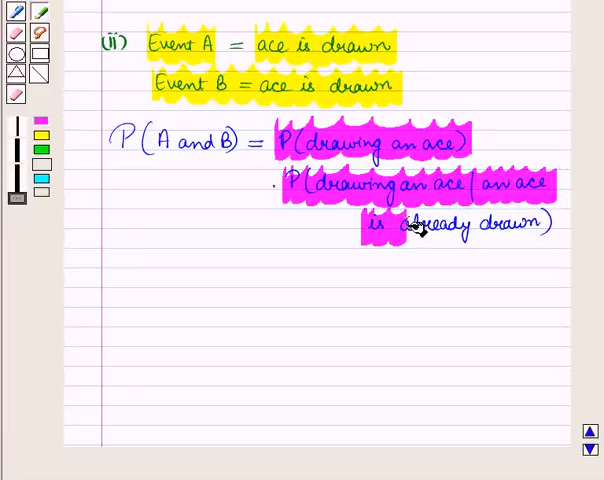 (ii) Event A = ace is drawn
Event B = ace is drawn
P(A and B) = P(drawing an ace)
. P(drawing an ace | an ace
is already drawn)